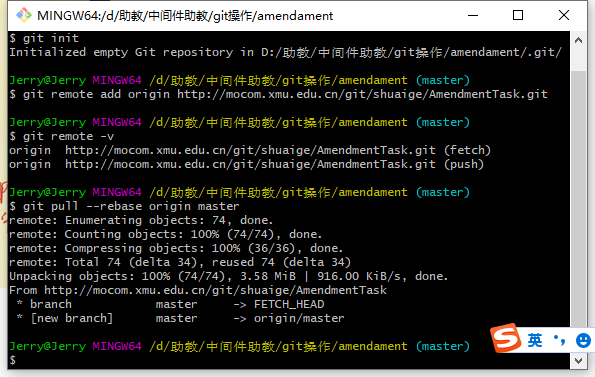 MINGW64:/d/助教/中间件助教/git操作/amendament
$ git init
Initialized empty Git repository in D:/助教/中间件助教/git操作/amendament/.git/
Jerry@Jerry MINGW64 /d/助教/中间件助教/git操作/amendament (master)
$ git remote add origin http://mocom.xmu.edu.cn/git/shuaige/AmendmentTask.git
Jerry@Jerry MINGW64 /d/助教/中间件助教/git操作/amendament (master)
$ git remote -v
origin  http://mocom.xmu.edu.cn/git/shuaige/AmendmentTask.git (fetch)
origin  http://mocom.xmu.edu.cn/git/shuaige/AmendmentTask.git (push)
Jerry@Jerry MINGW64 /d/助教/中间件助教/git操作/amendament (master)
$ git pull --rebase origin master
remote: Enumerating objects: 74, done.
remote: Counting objects: 100% (74/74), done.
remote: Compressing objects: 100% (36/36), done.
remote: Total 74 (delta 34), reused 74 (delta 34)
Unpacking objects: 100% (74/74), 3.58 MiB | 916.00 KiB/s, done.
From http://mocom.xmu.edu.cn/git/shuaige/AmendmentTask
 * branch            master     -> FETCH_HEAD
 * [new branch]      master     -> origin/master
Jerry@Jerry MINGW64 /d/助教/中间件助教/git操作/amendament (master)
$
S 英